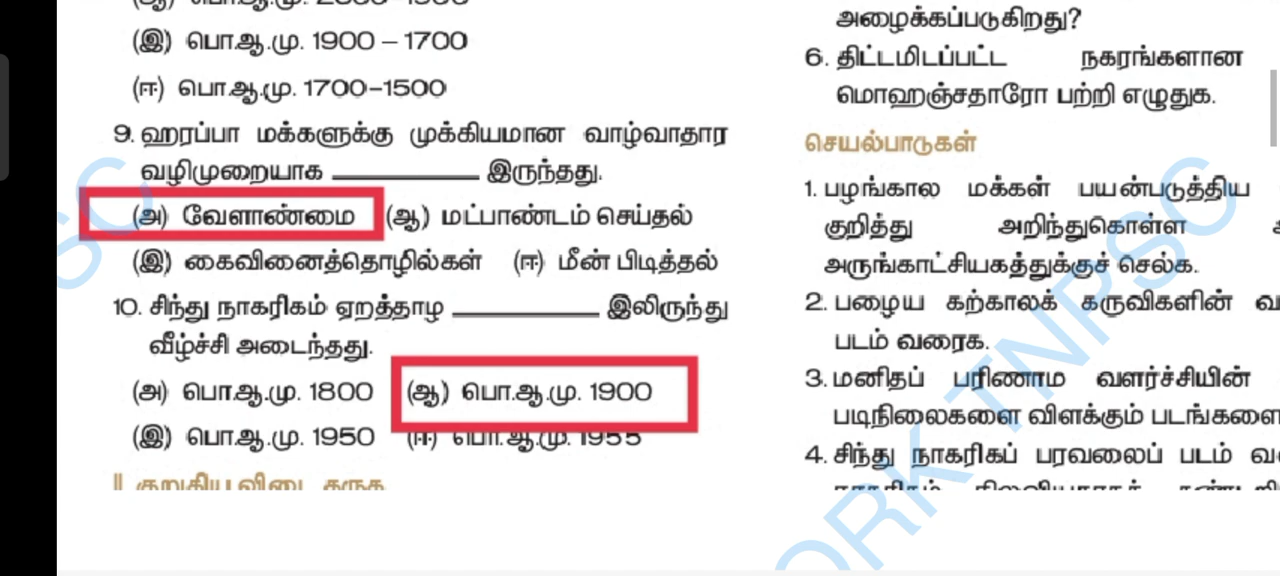 (இ) பொ.ஆ.மு. 1900 – 1700
(ஈ) பொ.ஆ.மு. 1700–1500
9. ஹரப்பா மக்களுக்கு முக்கியமான வாழ்வாதார
வழிமுறையாக __________ இருந்தது.
(அ) வேளாண்மை (ஆ) மட்பாண்டம் செய்தல்
(இ) கைவினைத்தொழில்கள் (ஈ) மீன் பிடித்தல்
10. சிந்து நாகரிகம் ஏறத்தாழ __________ இலிருந்து
வீழ்ச்சி அடைந்தது.
(அ) பொ.ஆ.மு. 1800 (ஆ) பொ.ஆ.மு. 1900
(இ) பொ.ஆ.மு. 1950 (ஈ) பொ.ஆ.மு. 1955
அழைக்கப்படுகிறது?
6. திட்டமிடப்பட்ட நகரங்களான
மொஹஞ்சதாரோ பற்றி எழுதுக.
செயல்பாடுகள்
1. பழங்கால மக்கள் பயன்படுத்திய
குறித்து அறிந்துகொள்ள
அருங்காட்சியகத்துக்குச் செல்க.
2. பழைய கற்காலக் கருவிகளின்
படம் வரைக.
3. மனிதப் பரிணாம வளர்ச்சியின்
படிநிலைகளை விளக்கும் படங்களை
4. சிந்து நாகரிகப் பரவலைப் படம்
SC
ORK TNPSC